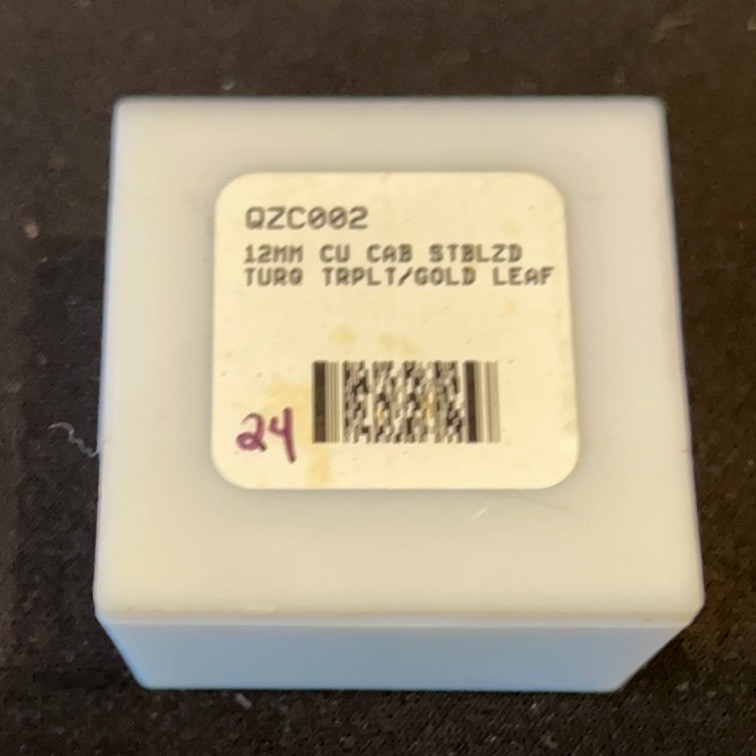 QZC002
12MM CU CAB STBLZD
TURQ TRPLT/GOLD LEAF
24